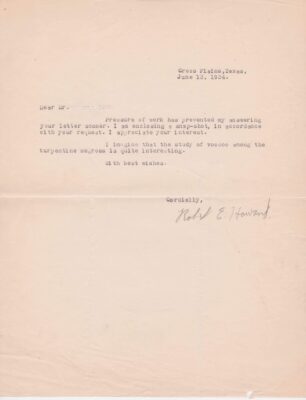 Cross Plains, Texas,
June 13, 1936.
Dear Mr.
Pressure of work has prevented my answering
your letter sooner. I am enclosing a snap-shot, in accordance
with your request. I appreciate your interest.
I imagine that the study of voodoo among the
turpentine negroes is quite interesting.
With best wishes.
Cordially,
Robt E. Howard.